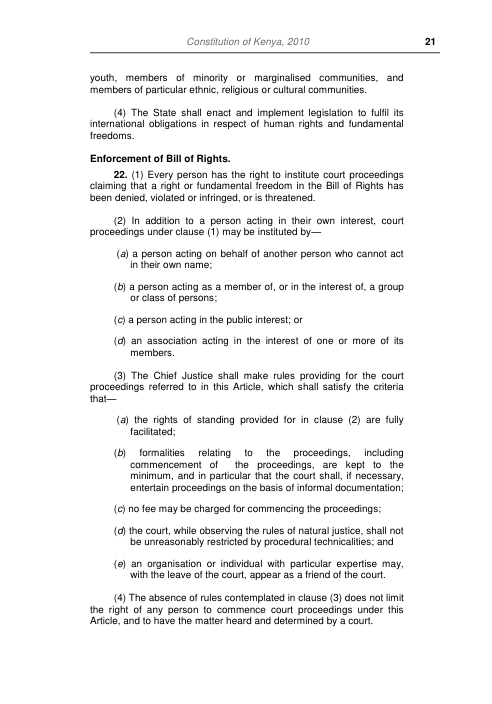 Constitution of Kenya, 2010 21
youth, members of minority or marginalised communities, and
members of particular ethnic, religious or cultural communities.
(4) The State shall enact and implement legislation to fulfil its
international obligations in respect of human rights and fundamental
freedoms.
Enforcement of Bill of Rights.
22. (1) Every person has the right to institute court proceedings
claiming that a right or fundamental freedom in the Bill of Rights has
been denied, violated or infringed, or is threatened.
(2) In addition to a person acting in their own interest, court
proceedings under clause (1) may be instituted by—
(a) a person acting on behalf of another person who cannot act
in their own name;
(b) a person acting as a member of, or in the interest of, a group
or class of persons;
(c) a person acting in the public interest; or
(d) an association acting in the interest of one or more of its
members.
(3) The Chief Justice shall make rules providing for the court
proceedings referred to in this Article, which shall satisfy the criteria
that—
(a) the rights of standing provided for in clause (2) are fully
facilitated;
(b) formalities relating to the proceedings, including
commencement of the proceedings, are kept to the
minimum, and in particular that the court shall, if necessary,
entertain proceedings on the basis of informal documentation;
(c) no fee may be charged for commencing the proceedings;
(d) the court, while observing the rules of natural justice, shall not
be unreasonably restricted by procedural technicalities; and
(e) an organisation or individual with particular expertise may,
with the leave of the court, appear as a friend of the court.
(4) The absence of rules contemplated in clause (3) does not limit
the right of any person to commence court proceedings under this
Article, and to have the matter heard and determined by a court.